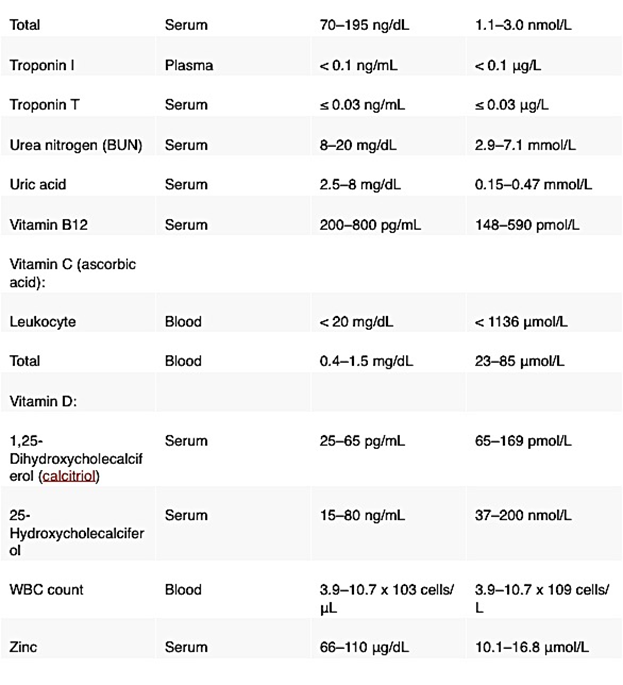 Total Serum 70–195 ng/dL 1.1–3.0 nmol/L
Troponin I Plasma < 0.1 ng/mL < 0.1 µg/L
Troponin T Serum ≤ 0.03 ng/mL ≤ 0.03 µg/L
Urea nitrogen (BUN) Serum 8–20 mg/dL 2.9–7.1 mmol/L
Uric acid Serum 2.5–8 mg/dL 0.15–0.47 mmol/L
Vitamin B12 Serum 200–800 pg/mL 148–590 pmol/L
Vitamin C (ascorbic
acid):
Leukocyte Blood < 20 mg/dL < 1136 µmol/L
Total Blood 0.4–1.5 mg/dL 23–85 µmol/L
Vitamin D:
1,25- Serum 25–65 pg/mL 65–169 pmol/L
Dihydroxycholecalcif
erol (calcitriol)
25- Serum 15–80 ng/mL 37–200 nmol/L
Hydroxycholecalcifer
ol
WBC count Blood 3.9–10.7 x 103 cells/ 3.9–10.7 x 109 cells/
µL L
Zinc Serum 66–110 µg/dL 10.1–16.8 µmol/L